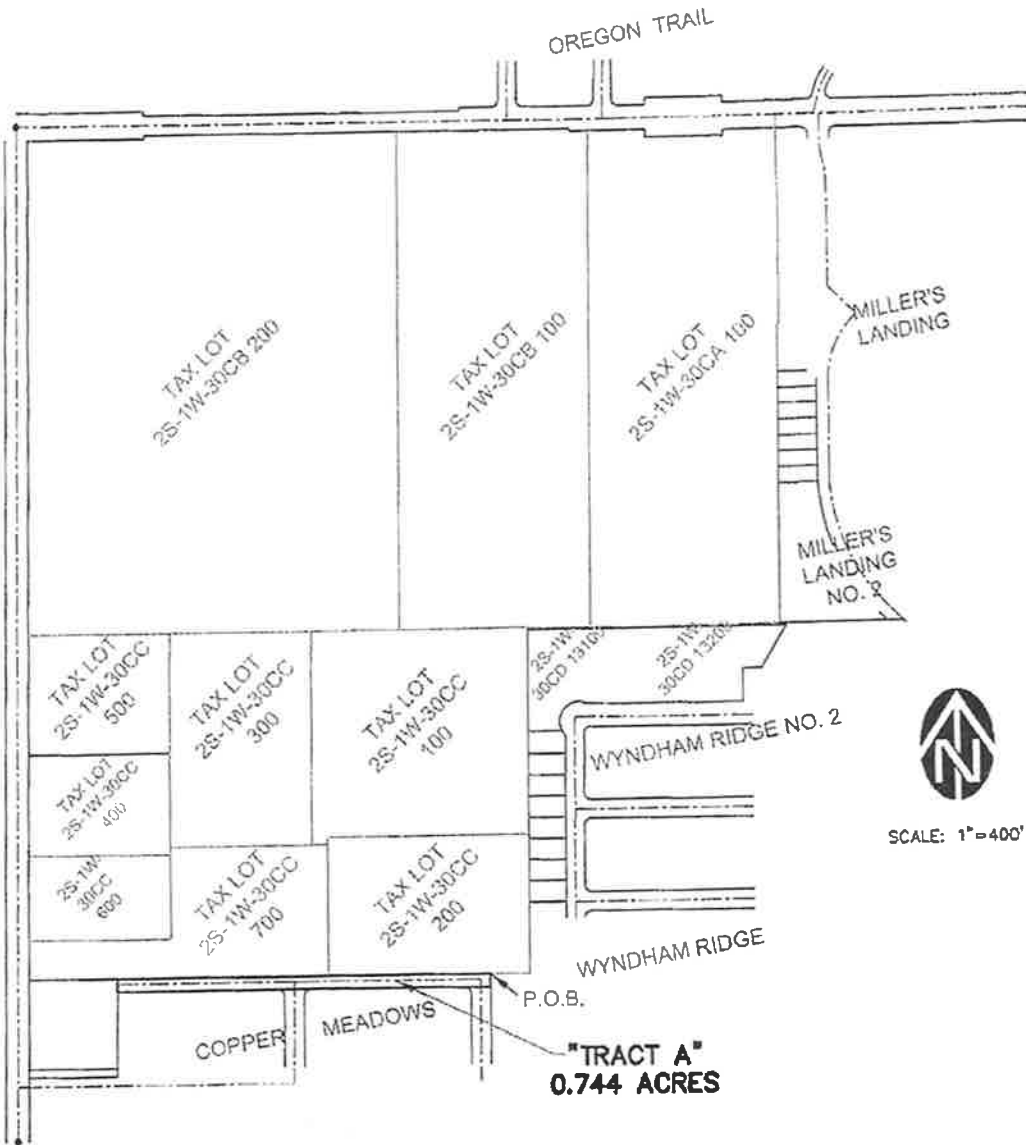 OREGON TRAIL
TAX LOT
2S-1W-30CB 200
TAX LOT
2S-1W-30CB 100
TAX LOT
2S-1W-30CA 100
MILLER'S
LANDING
MILLER'S
LANDING
NO. 2
TAX LOT
2S-1W-30CC
500
TAX LOT
2S-1W-30CC
300
TAX LOT
2S-1W-30CC
100
2S-1W-
30CD 13100
2S-1W-
30CD 13200
WYNDHAM RIDGE NO. 2
N
SCALE: 1"=400'
TAX LOT
2S-1W-30CC
400
2S-1W-
30CC
600
TAX LOT
2S-1W-30CC
700
TAX LOT
2S-1W-30CC
200
WYNDHAM RIDGE
P.O.B.
COPPER MEADOWS
"TRACT A"
0.744 ACRES